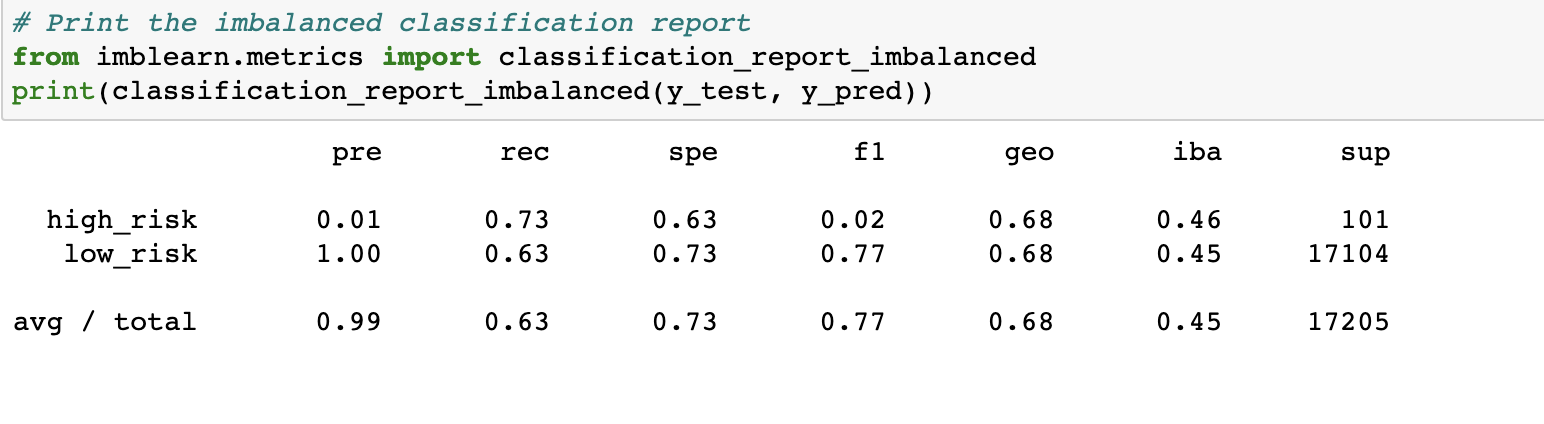 # Print the imbalanced classification report
from imblearn.metrics import classification_report_imbalanced
print(classification_report_imbalanced(y_test, y_pred))
pre rec spe f1 geo iba sup
high_risk 0.01 0.73 0.63 0.02 0.68 0.46 101
low_risk 1.00 0.63 0.73 0.77 0.68 0.45 17104
avg / total 0.99 0.63 0.73 0.77 0.68 0.45 17205